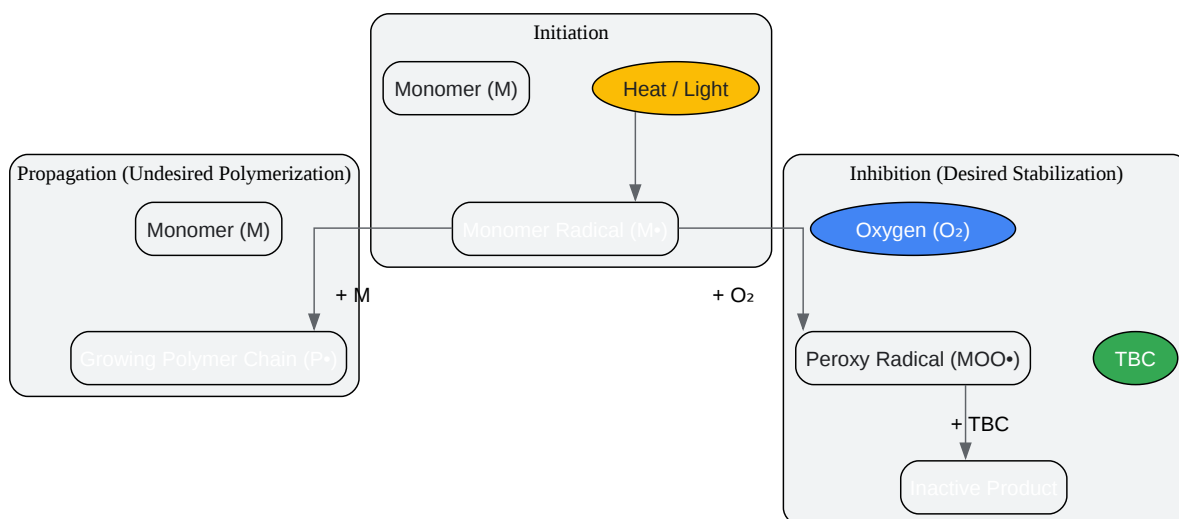 Initiation
Monomer (M)
Heat / Light
Monomer Radical (M•)
Propagation (Undesired Polymerization)
Monomer (M)
+ M
Growing Polymer Chain (P•)
Inhibition (Desired Stabilization)
Oxygen (O₂)
+ O₂
Peroxy Radical (MOO•)
TBC
+ TBC
Inactive Product